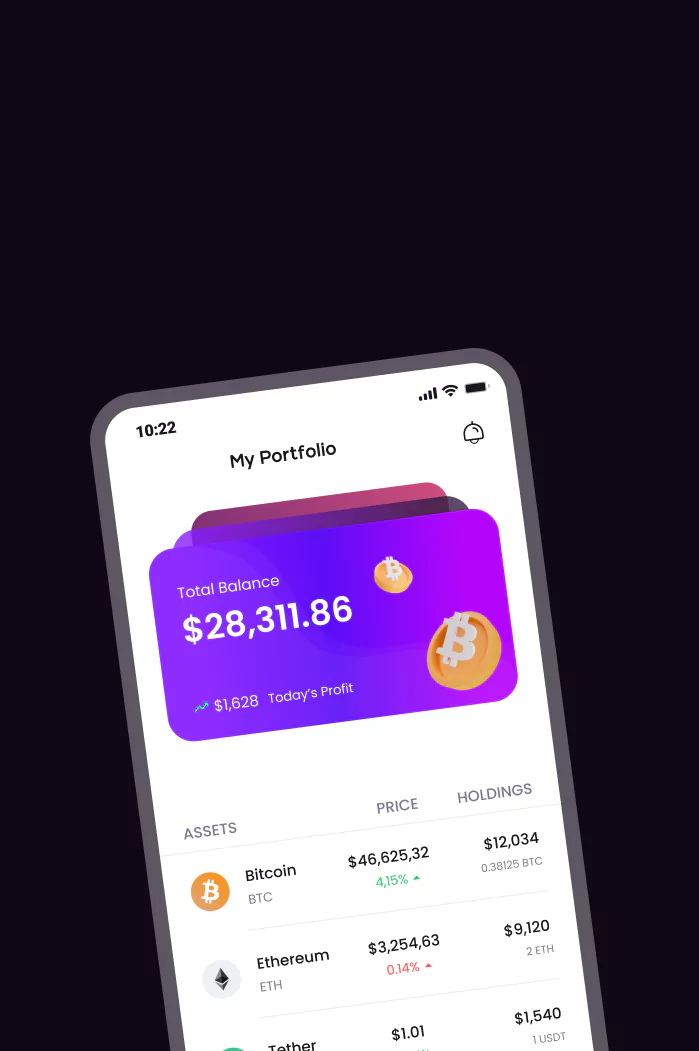 10:22
My Portfolio
Total Balance
$28,311.86
$1,628 Today's Profit
ASSETS PRICE HOLDINGS
Bitcoin $46,625,32 $12,034
BTC 4,15% 0.38125 BTC
Ethereum $3,254,63 $9,120
ETH 0.14% 2 ETH
Tether $1.01 $1,540
1 USDT